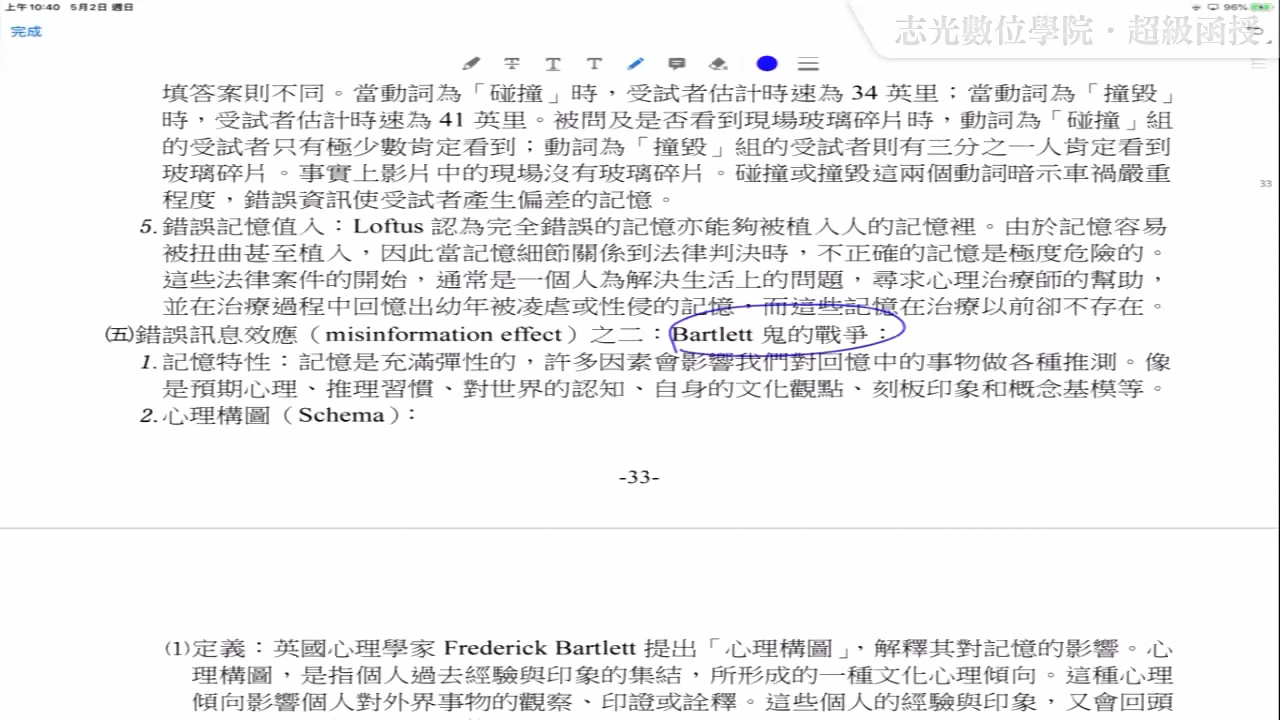 上午10:40 5月2日 週日
96%
完成
志光數位學院・超級函授
填答案則不同。當動詞為「碰撞」時，受試者估計時速為 34 英里；當動詞為「撞毀」
時，受試者估計時速為 41 英里。被問及是否看到現場玻璃碎片時，動詞為「碰撞」組
的受試者只有極少數肯定看到；動詞為「撞毀」組的受試者則有三分之一人肯定看到
玻璃碎片。事實上影片中的現場沒有玻璃碎片。碰撞或撞毀這兩個動詞暗示車禍嚴重
程度，錯誤資訊使受試者產生偏差的記憶。
33
5. 錯誤記憶值入：Loftus 認為完全錯誤的記憶亦能夠被植入人的記憶裡。由於記憶容易
被扭曲甚至植入，因此當記憶細節關係到法律判決時，不正確的記憶是極度危險的。
這些法律案件的開始，通常是一個人為解決生活上的問題，尋求心理治療師的幫助，
並在治療過程中回憶出幼年被凌虐或性侵的記憶，而這些記憶在治療以前卻不存在。
㈤錯誤訊息效應（misinformation effect）之二：Bartlett 鬼的戰爭：
1. 記憶特性：記憶是充滿彈性的，許多因素會影響我們對回憶中的事物做各種推測。像
是預期心理、推理習慣、對世界的認知、自身的文化觀點、刻板印象和概念基模等。
2. 心理構圖（Schema）：
-33-
⑴定義：英國心理學家 Frederick Bartlett 提出「心理構圖」，解釋其對記憶的影響。心
理構圖，是指個人過去經驗與印象的集結，所形成的一種文化心理傾向。這種心理
傾向影響個人對外界事物的觀察、印證或詮釋。這些個人的經驗與印象，又會回頭